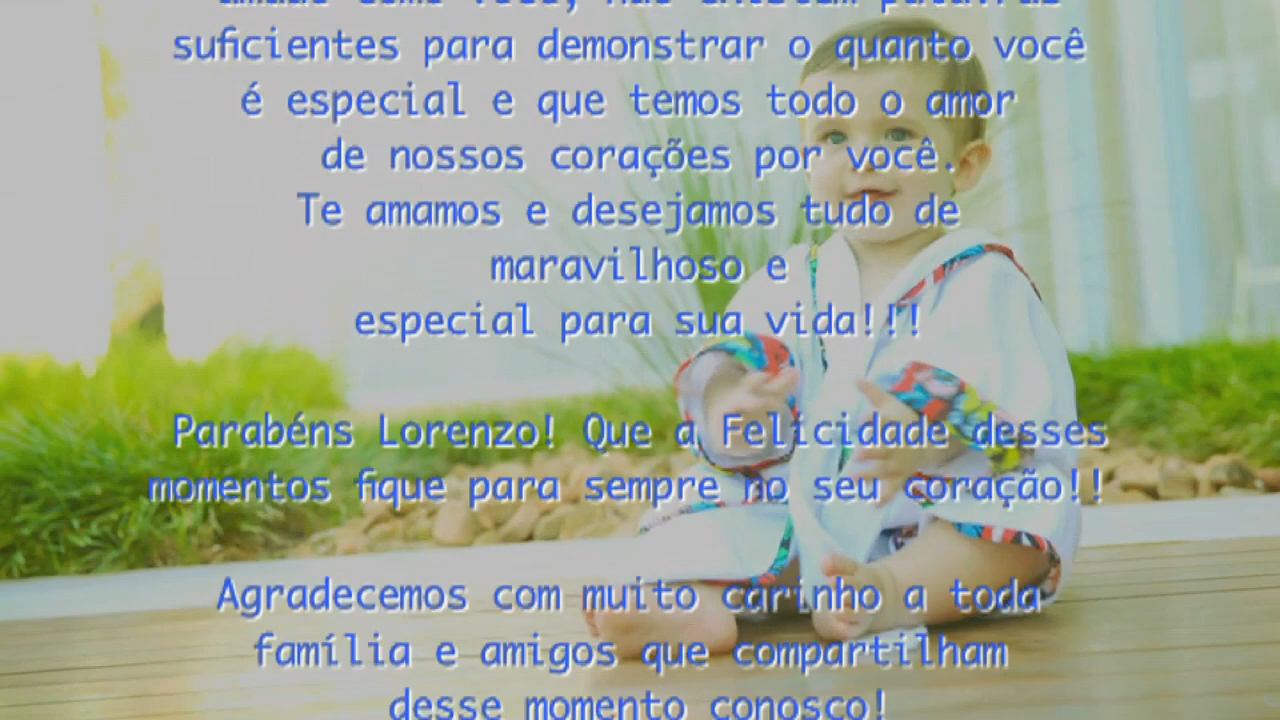 suficientes para demonstrar o quanto você
é especial e que temos todo o amor
de nossos corações por você.
Te amamos e desejamos tudo de
maravilhoso e
especial para sua vida!!!
Parabéns Lorenzo! Que a Felicidade desses
momentos fique para sempre no seu coração!!
Agradecemos com muito carinho a toda
família e amigos que compartilham
desse momento conosco!